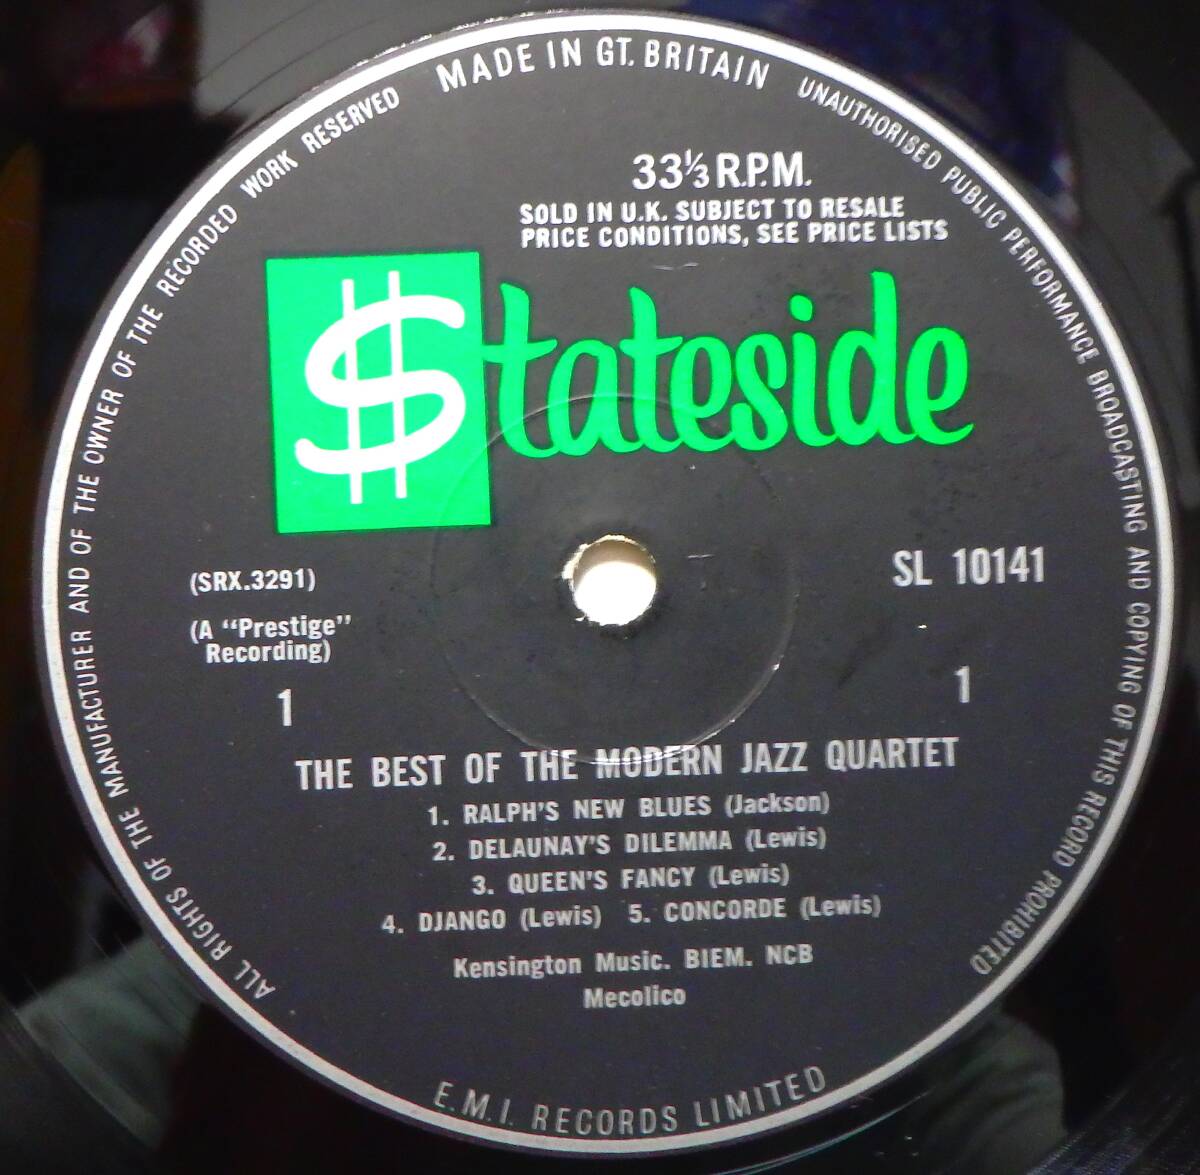 MADE IN GT. BRITAIN
UNAUTHORISED PUBLIC PERFORMANCE BROADCASTING AND COPYING OF THIS RECORD PROHIBITED
ALL RIGHTS OF THE MANUFACTURER AND OF THE OWNER OF THE RECORDED WORK RESERVED
33⅓ R.P.M.
SOLD IN U.K. SUBJECT TO RESALE
PRICE CONDITIONS, SEE PRICE LISTS
$tateside
(SRX.3291)
SL 10141
(A "Prestige"
Recording)
1
1
THE BEST OF THE MODERN JAZZ QUARTET
1. RALPH'S NEW BLUES (Jackson)
2. DELAUNAY'S DILEMMA (Lewis)
3. QUEEN'S FANCY (Lewis)
4. DJANGO (Lewis) 5. CONCORDE (Lewis)
Kensington Music. BIEM. NCB
Mecolico
E.M.I. RECORDS LIMITED